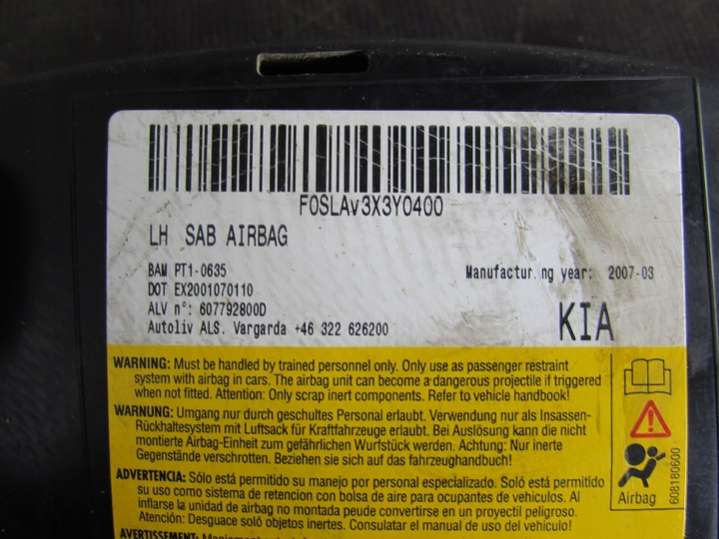 F0SLAv3X3Y0400
LH SAB AIRBAG
BAM PT1-0635
Manufactur.ng year: 2007-03
DOT EX2001070110
ALV n°: 607792800D
Autoliv ALS. Vargarda +46 322 626200
KIA
WARNING: Must be handled by trained personnel only. Only use as passenger restraint
system with airbag in cars. The airbag unit can become a dangerous projectile if triggered
when not fitted. Attention: Only scrap inert components. Refer to vehicle handbook!
WARNUNG: Umgang nur durch geschultes Personal erlaubt. Verwendung nur als Insassen-
Rückhaltesystem mit Luftsack für Kraftfahrzeuge erlaubt. Bei Auslösung kann die nicht
montierte Airbag-Einheit zum gefährlichen Wurfstück werden. Achtung: Nur inerte
Gegenstände verschrotten. Beziehen sie sich auf das fahrzeughandbuch!
ADVERTENCIA: Sólo está permitido su manejo por personal especializado. Soló está permitido
su uso como sistema de retencion con bolsa de aire para ocupantes de vehiculos. Al
inflarse la unidad de airbag no montada peude convertirse en un proyectil peligroso.
Atención: Desguace soló objetos inertes. Consulatar el manual de uso del vehículo!
AVERTISSEMENT:
Airbag
608180600